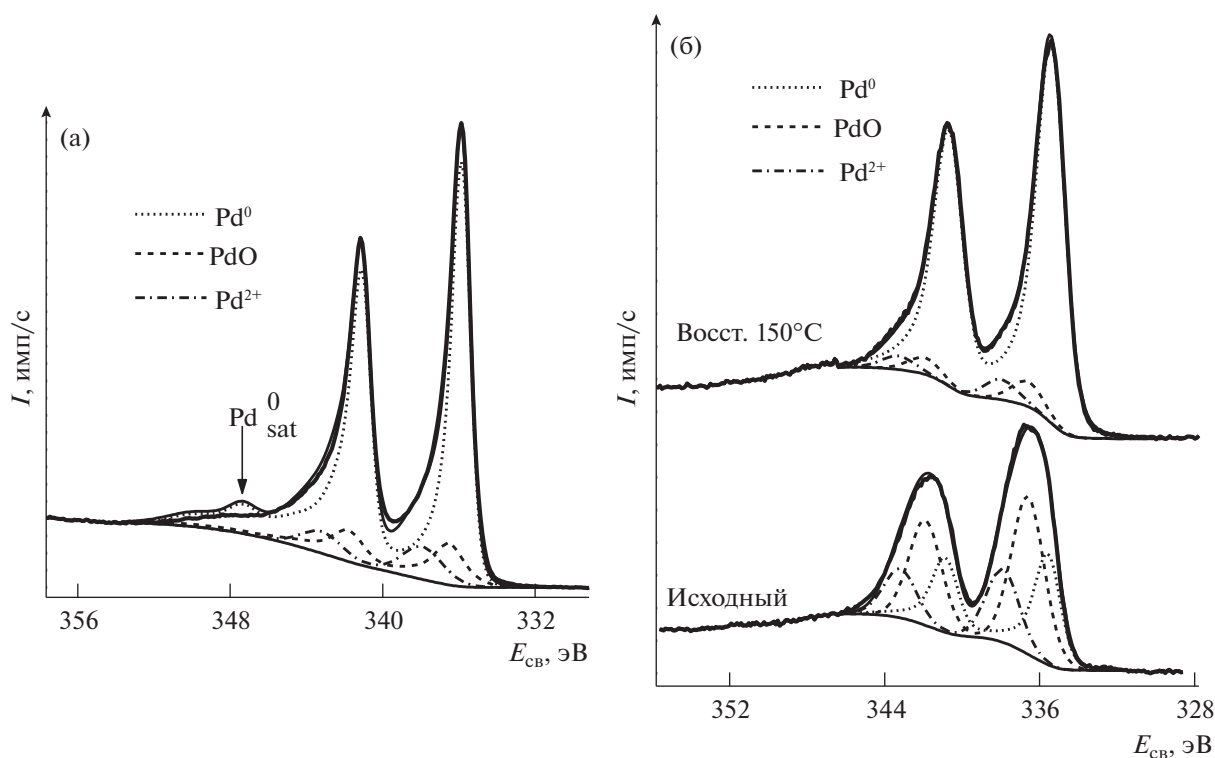 (а)
Pd⁰
PdO
Pd²⁺
Pd⁰sat
I, имп/с
356 348 340 332
Eсв, эВ
(б)
Pd⁰
PdO
Pd²⁺
Восст. 150°C
Исходный
I, имп/с
352 344 336 328
Eсв, эВ